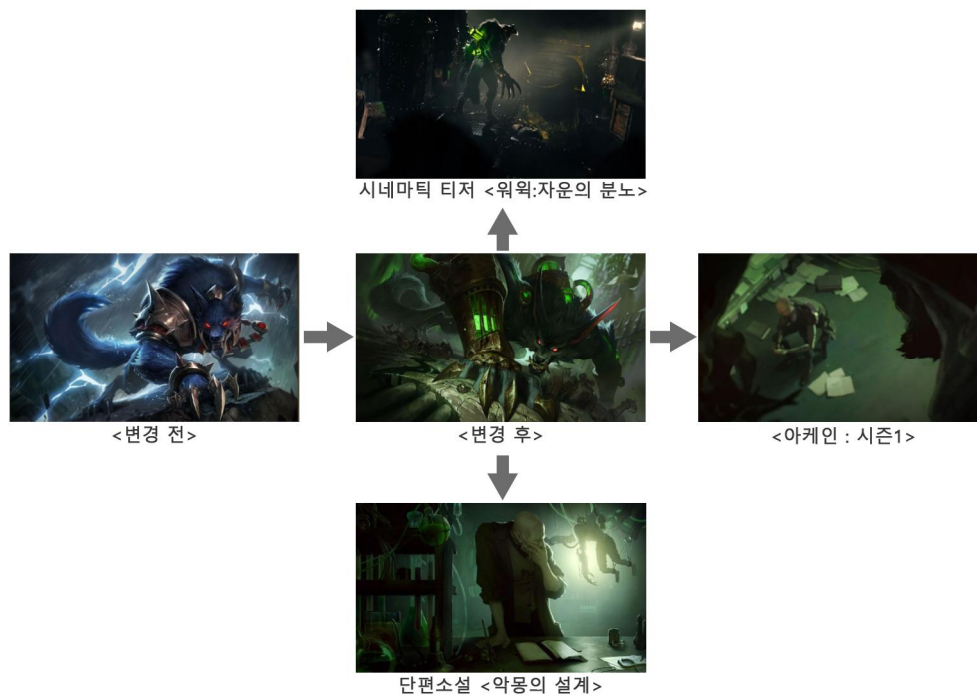 시네마틱 티저 <워윅:자운의 분노>
<변경 전>
<변경 후>
<아케인 : 시즌1>
단편소설 <악몽의 설계>